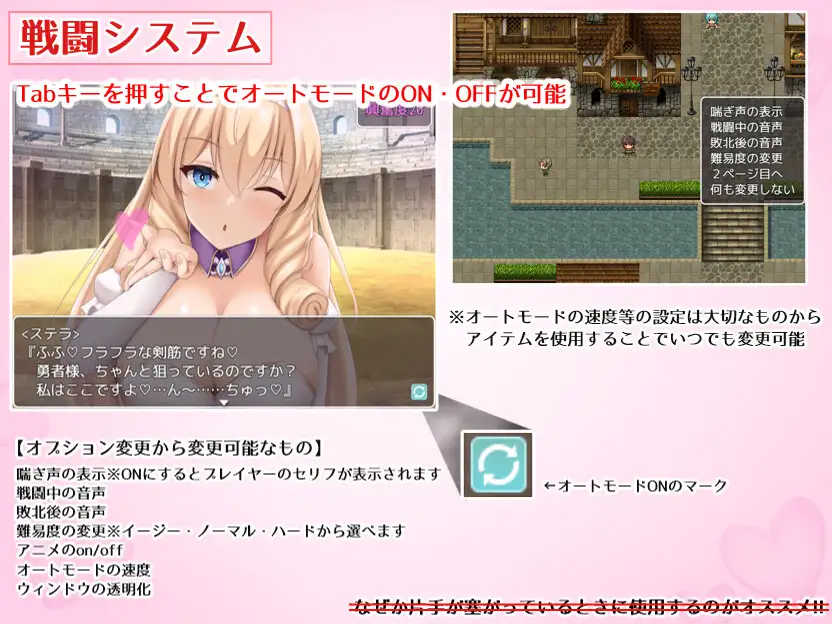 戦闘システム
Tabキーを押すことでオートモードのON・OFFが可能
喘ぎ声の表示
戦闘中の音声
敗北後の音声
難易度の変更
２ページ目へ
何も変更しない
<ステラ>
『ふふ♡フラフラな剣筋ですね♡
勇者様、ちゃんと狙っているのですか？
私はここですよ♡…ん～……ちゅっ♡』
※オートモードの速度等の設定は大切なものから
アイテムを使用することでいつでも変更可能
←オートモードONのマーク
【オプション変更から変更可能なもの】
喘ぎ声の表示※ONにするとプレイヤーのセリフが表示されます
戦闘中の音声
敗北後の音声
難易度の変更※イージー・ノーマル・ハードから選べます
アニメのon/off
オートモードの速度
ウィンドウの透明化
なぜか片手が塞がっているときに使用するのがオススメ!!